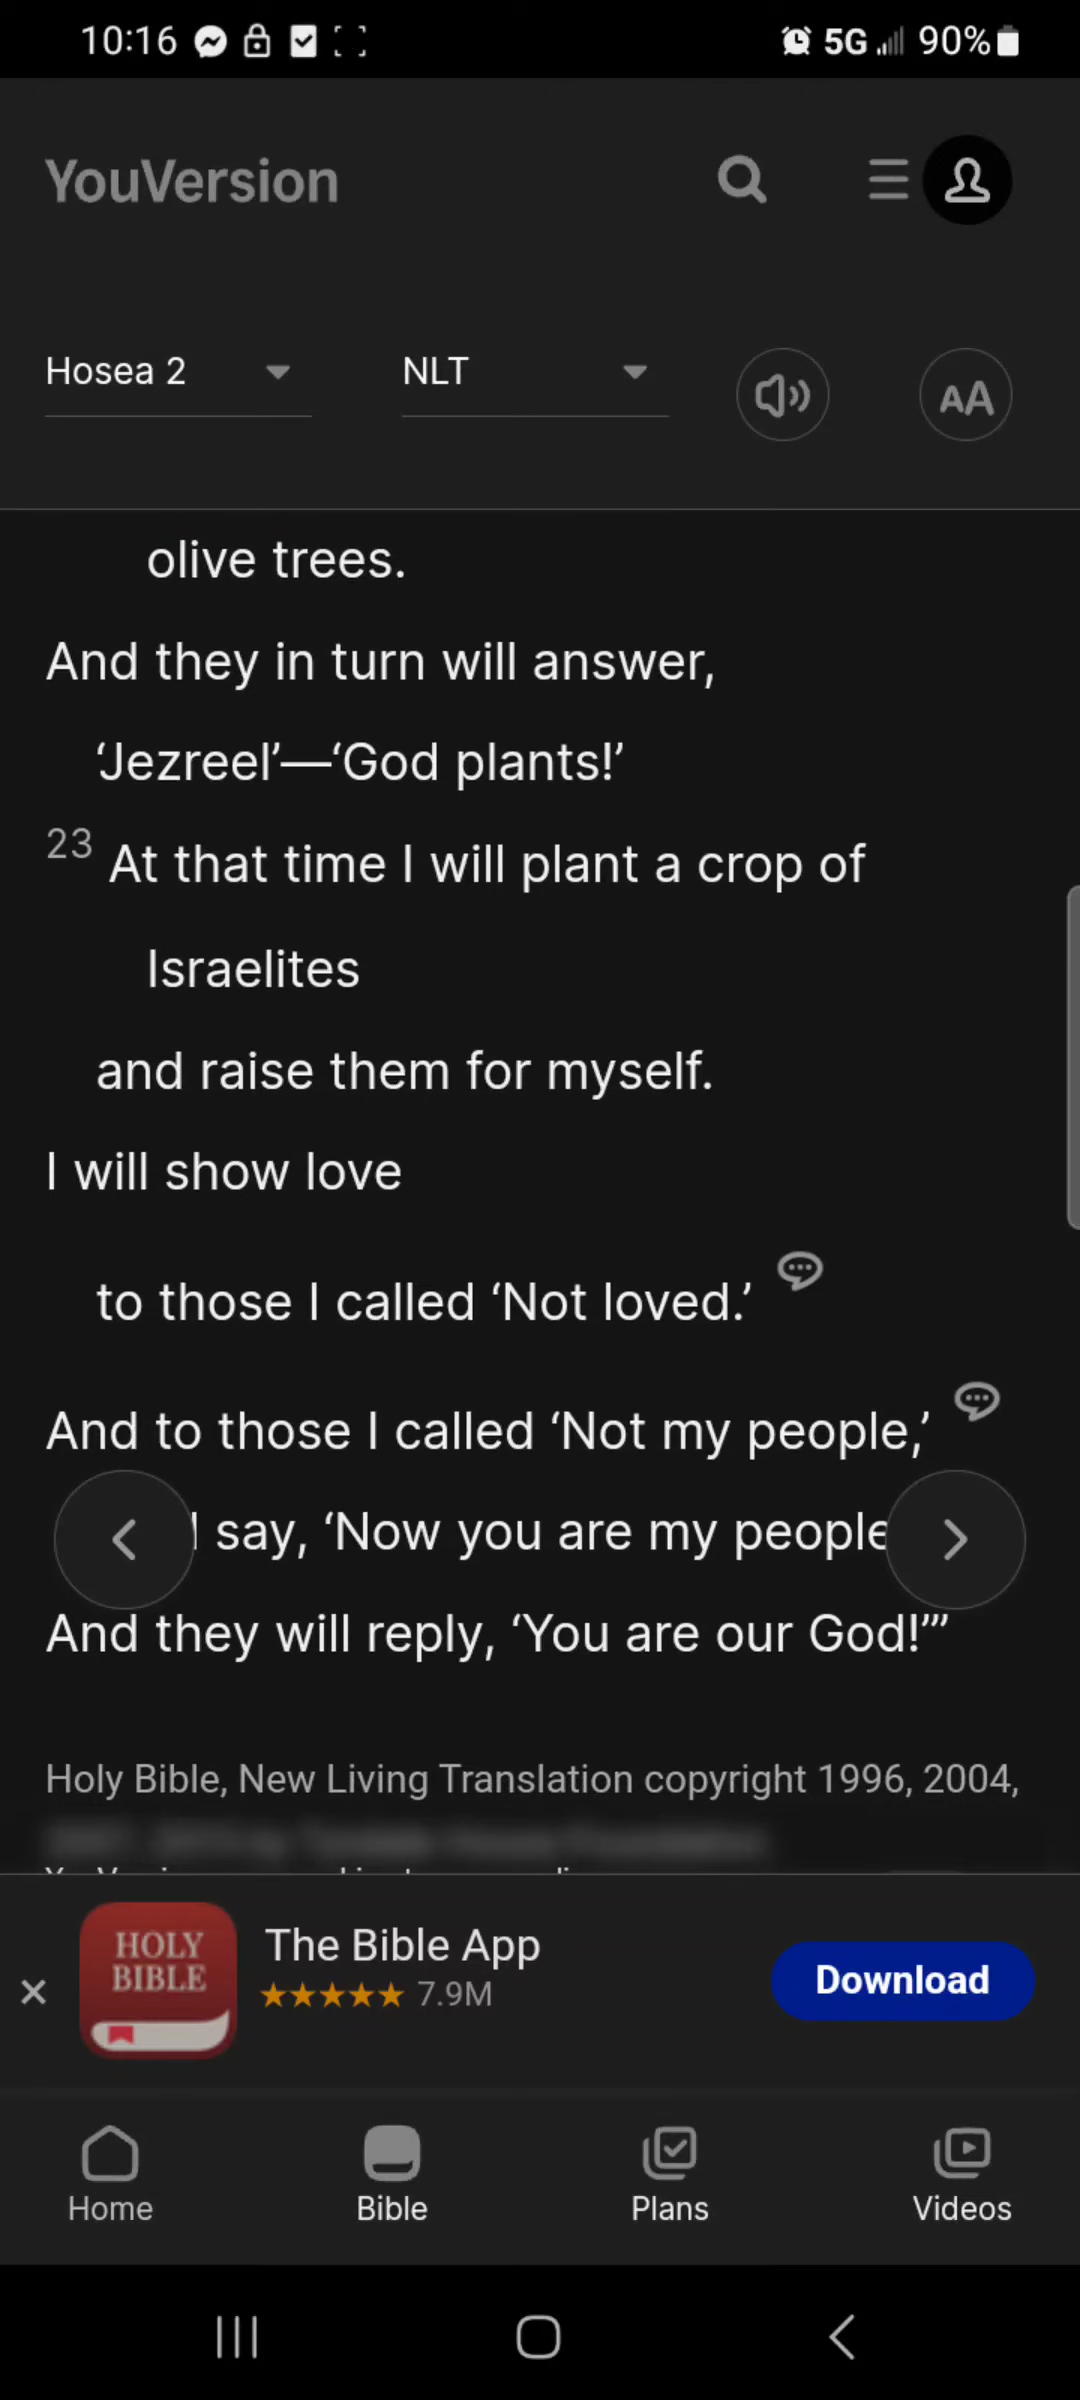 10:16 5G 90%
YouVersion
Hosea 2 NLT AA
olive trees.
And they in turn will answer,
‘Jezreel’—‘God plants!’
23 At that time I will plant a crop of
Israelites
and raise them for myself.
I will show love
to those I called ‘Not loved.’
And to those I called ‘Not my people,’
I say, ‘Now you are my people
And they will reply, ‘You are our God!’”
Holy Bible, New Living Translation copyright 1996, 2004,
HOLY BIBLE
The Bible App
7.9M
Download
Home Bible Plans Videos